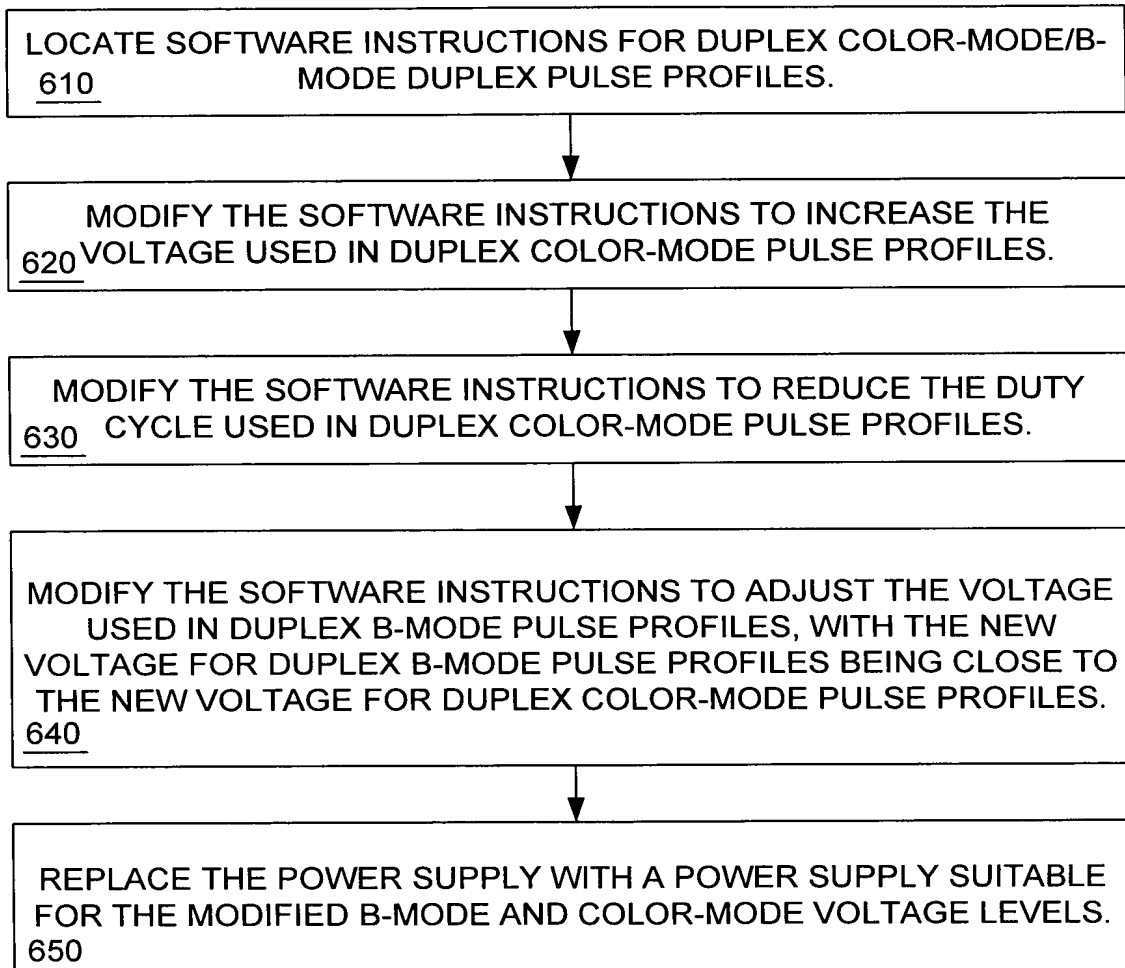 LOCATE SOFTWARE INSTRUCTIONS FOR DUPLEX COLOR-MODE/B-
610 MODE DUPLEX PULSE PROFILES.
MODIFY THE SOFTWARE INSTRUCTIONS TO INCREASE THE
620 VOLTAGE USED IN DUPLEX COLOR-MODE PULSE PROFILES.
MODIFY THE SOFTWARE INSTRUCTIONS TO REDUCE THE DUTY
630 CYCLE USED IN DUPLEX COLOR-MODE PULSE PROFILES.
MODIFY THE SOFTWARE INSTRUCTIONS TO ADJUST THE VOLTAGE
USED IN DUPLEX B-MODE PULSE PROFILES, WITH THE NEW
VOLTAGE FOR DUPLEX B-MODE PULSE PROFILES BEING CLOSE TO
THE NEW VOLTAGE FOR DUPLEX COLOR-MODE PULSE PROFILES.
640
REPLACE THE POWER SUPPLY WITH A POWER SUPPLY SUITABLE
FOR THE MODIFIED B-MODE AND COLOR-MODE VOLTAGE LEVELS.
650